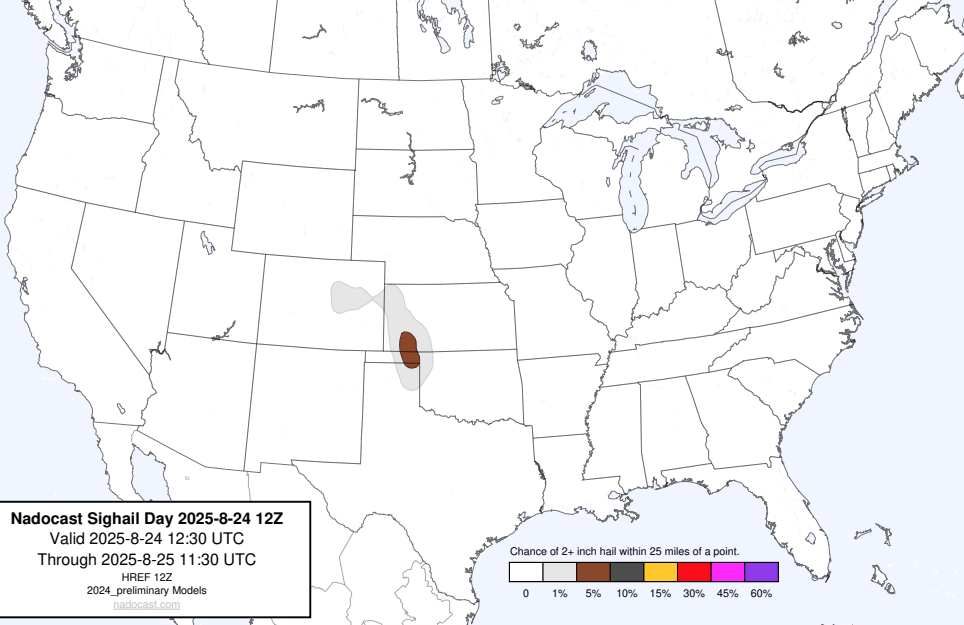 Nadocast Sighail Day 2025-8-24 12Z
Valid 2025-8-24 12:30 UTC
Through 2025-8-25 11:30 UTC
HREF 12Z
2024_preliminary Models
nadocast.com
Chance of 2+ inch hail within 25 miles of a point.
0 1% 5% 10% 15% 30% 45% 60%